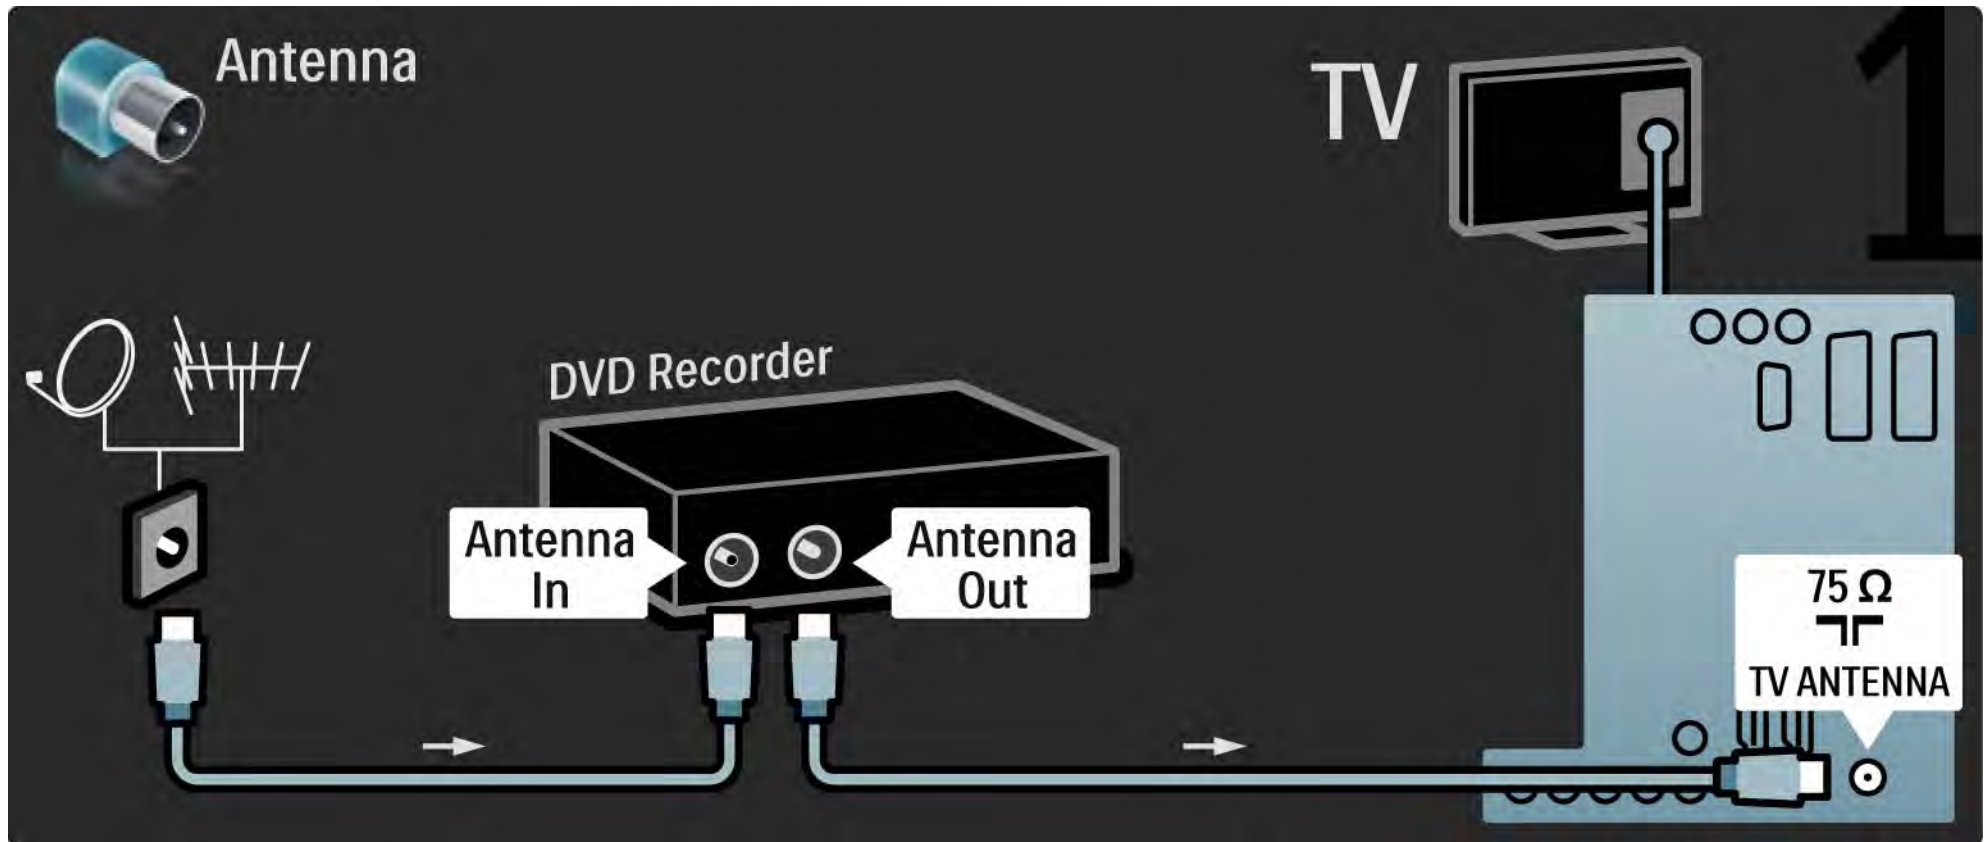 Antenna
TV
1
DVD Recorder
Antenna
In
Antenna
Out
75 Ω
TV ANTENNA